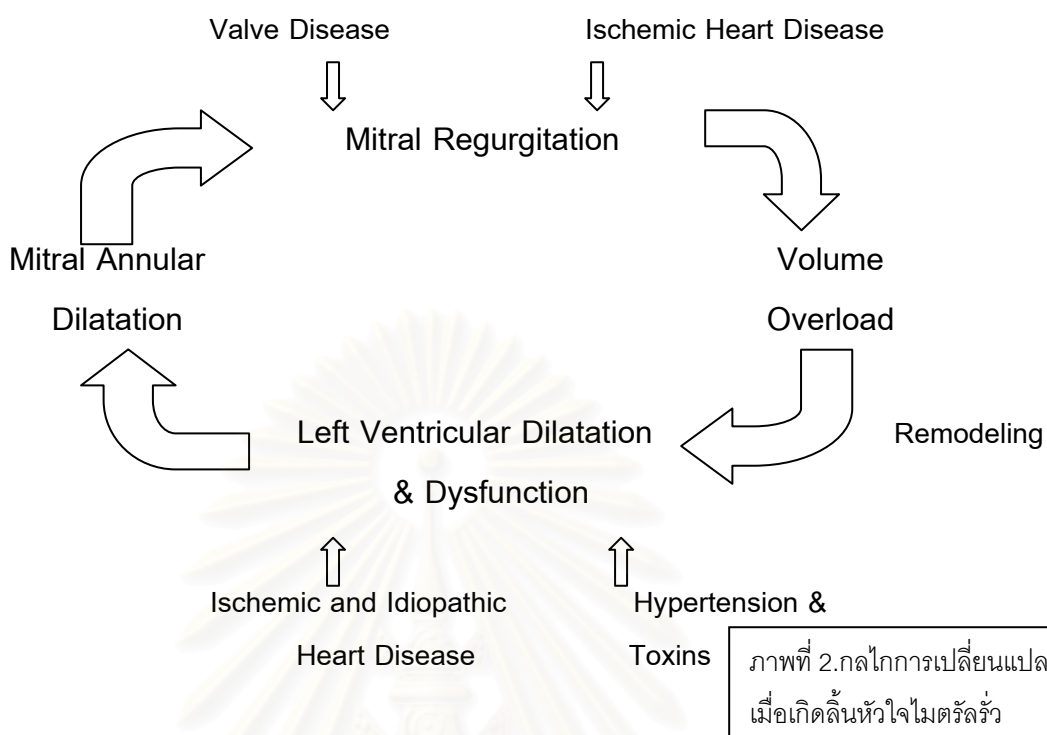 Valve Disease
Ischemic Heart Disease
Mitral Regurgitation
Mitral Annular
Dilatation
Volume
Overload
Left Ventricular Dilatation
& Dysfunction
Remodeling
Ischemic and Idiopathic
Heart Disease
Hypertension &
Toxins
ภาพที่ 2.กลไกการเปลี่ยนแปล
เมื่อเกิดลิ้นหัวใจไมตรัลรั่ว